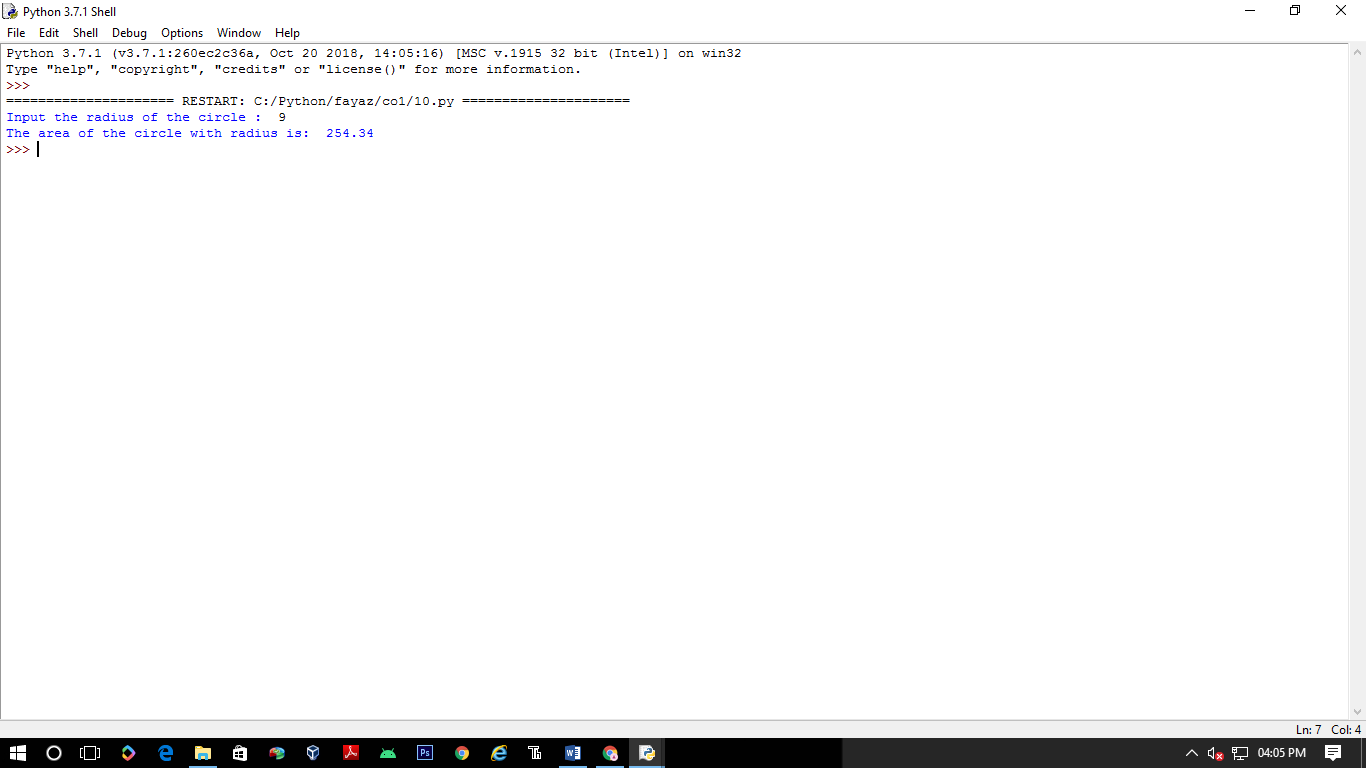 Python 3.7.1 Shell
File Edit Shell Debug Options Window Help
Python 3.7.1 (v3.7.1:260ec2c36a, Oct 20 2018, 14:05:16) [MSC v.1915 32 bit (Intel)] on win32
Type "help", "copyright", "credits" or "license()" for more information.
>>>
===================== RESTART: C:/Python/fayaz/co1/10.py =====================
Input the radius of the circle :  9
The area of the circle with radius is:  254.34
>>>
Ln: 7 Col: 4
04:05 PM